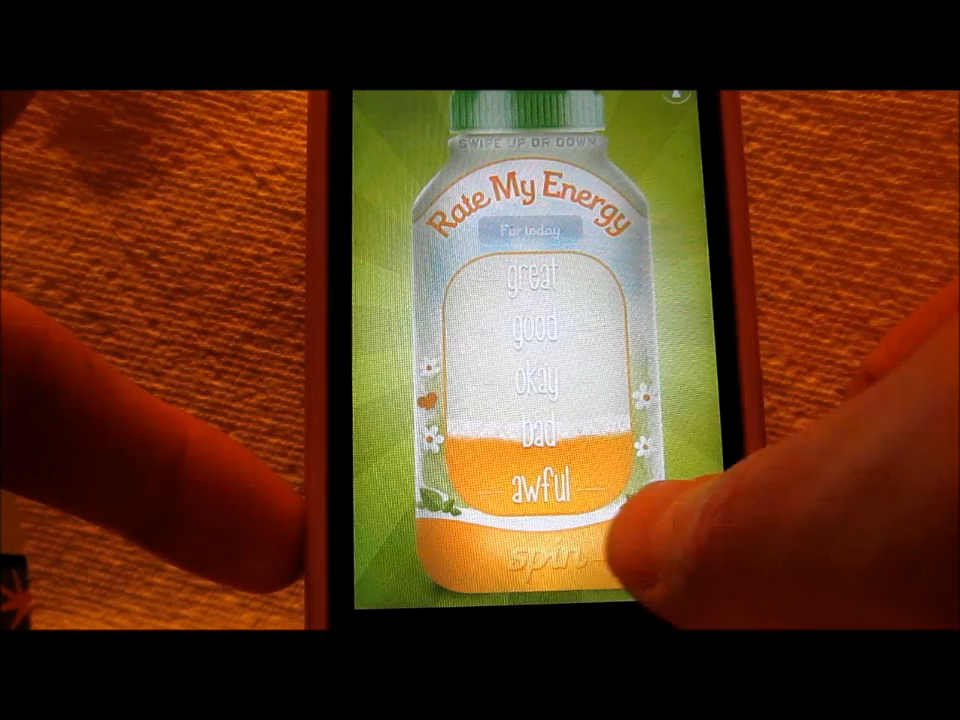 SWIPE UP OR DOWN
Rate My Energy
For today
great
good
okay
bad
awful
spin